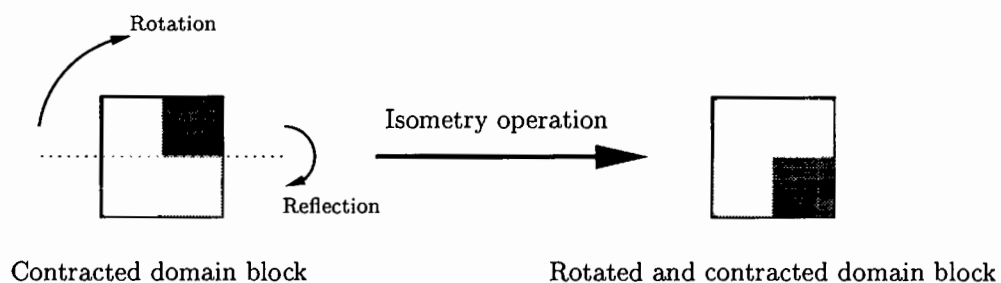 Rotation
Isometry operation
Reflection
Contracted domain block
Rotated and contracted domain block